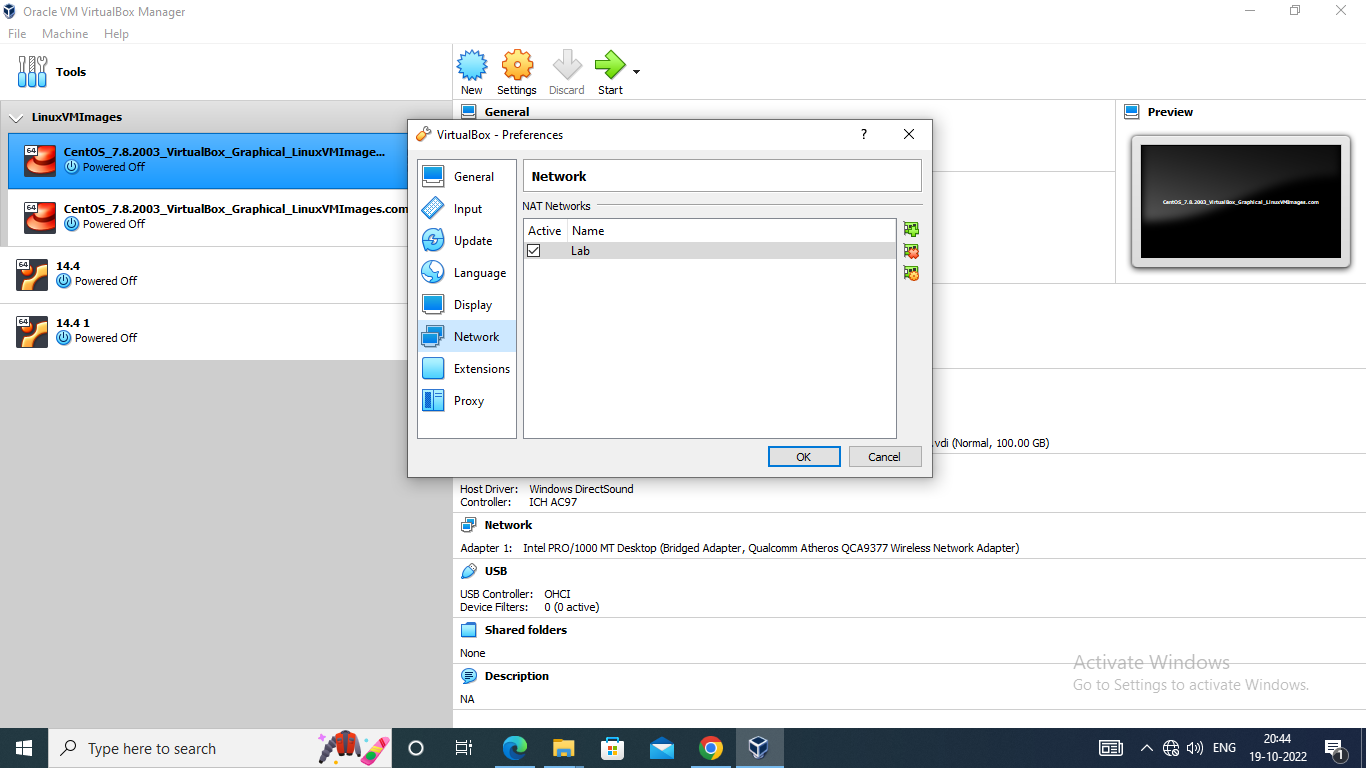 Oracle VM VirtualBox Manager
File Machine Help
Tools
New Settings Discard Start
LinuxVMImages
CentOS_7.8.2003_VirtualBox_Graphical_LinuxVMImage...
Powered Off
CentOS_7.8.2003_VirtualBox_Graphical_LinuxVMImages.com
Powered Off
14.4
Powered Off
14.4 1
Powered Off
General
Preview
CentOS_7.8.2003_VirtualBox_Graphical_LinuxVMImages.com
VirtualBox - Preferences
General
Input
Update
Language
Display
Network
Extensions
Proxy
Network
NAT Networks
Active Name
Lab
OK Cancel
.vdi (Normal, 100.00 GB)
Host Driver: Windows DirectSound
Controller: ICH AC97
Network
Adapter 1: Intel PRO/1000 MT Desktop (Bridged Adapter, Qualcomm Atheros QCA9377 Wireless Network Adapter)
USB
USB Controller: OHCI
Device Filters: 0 (0 active)
Shared folders
None
Description
NA
Activate Windows
Go to Settings to activate Windows.
Type here to search
ENG
20:44
19-10-2022
1